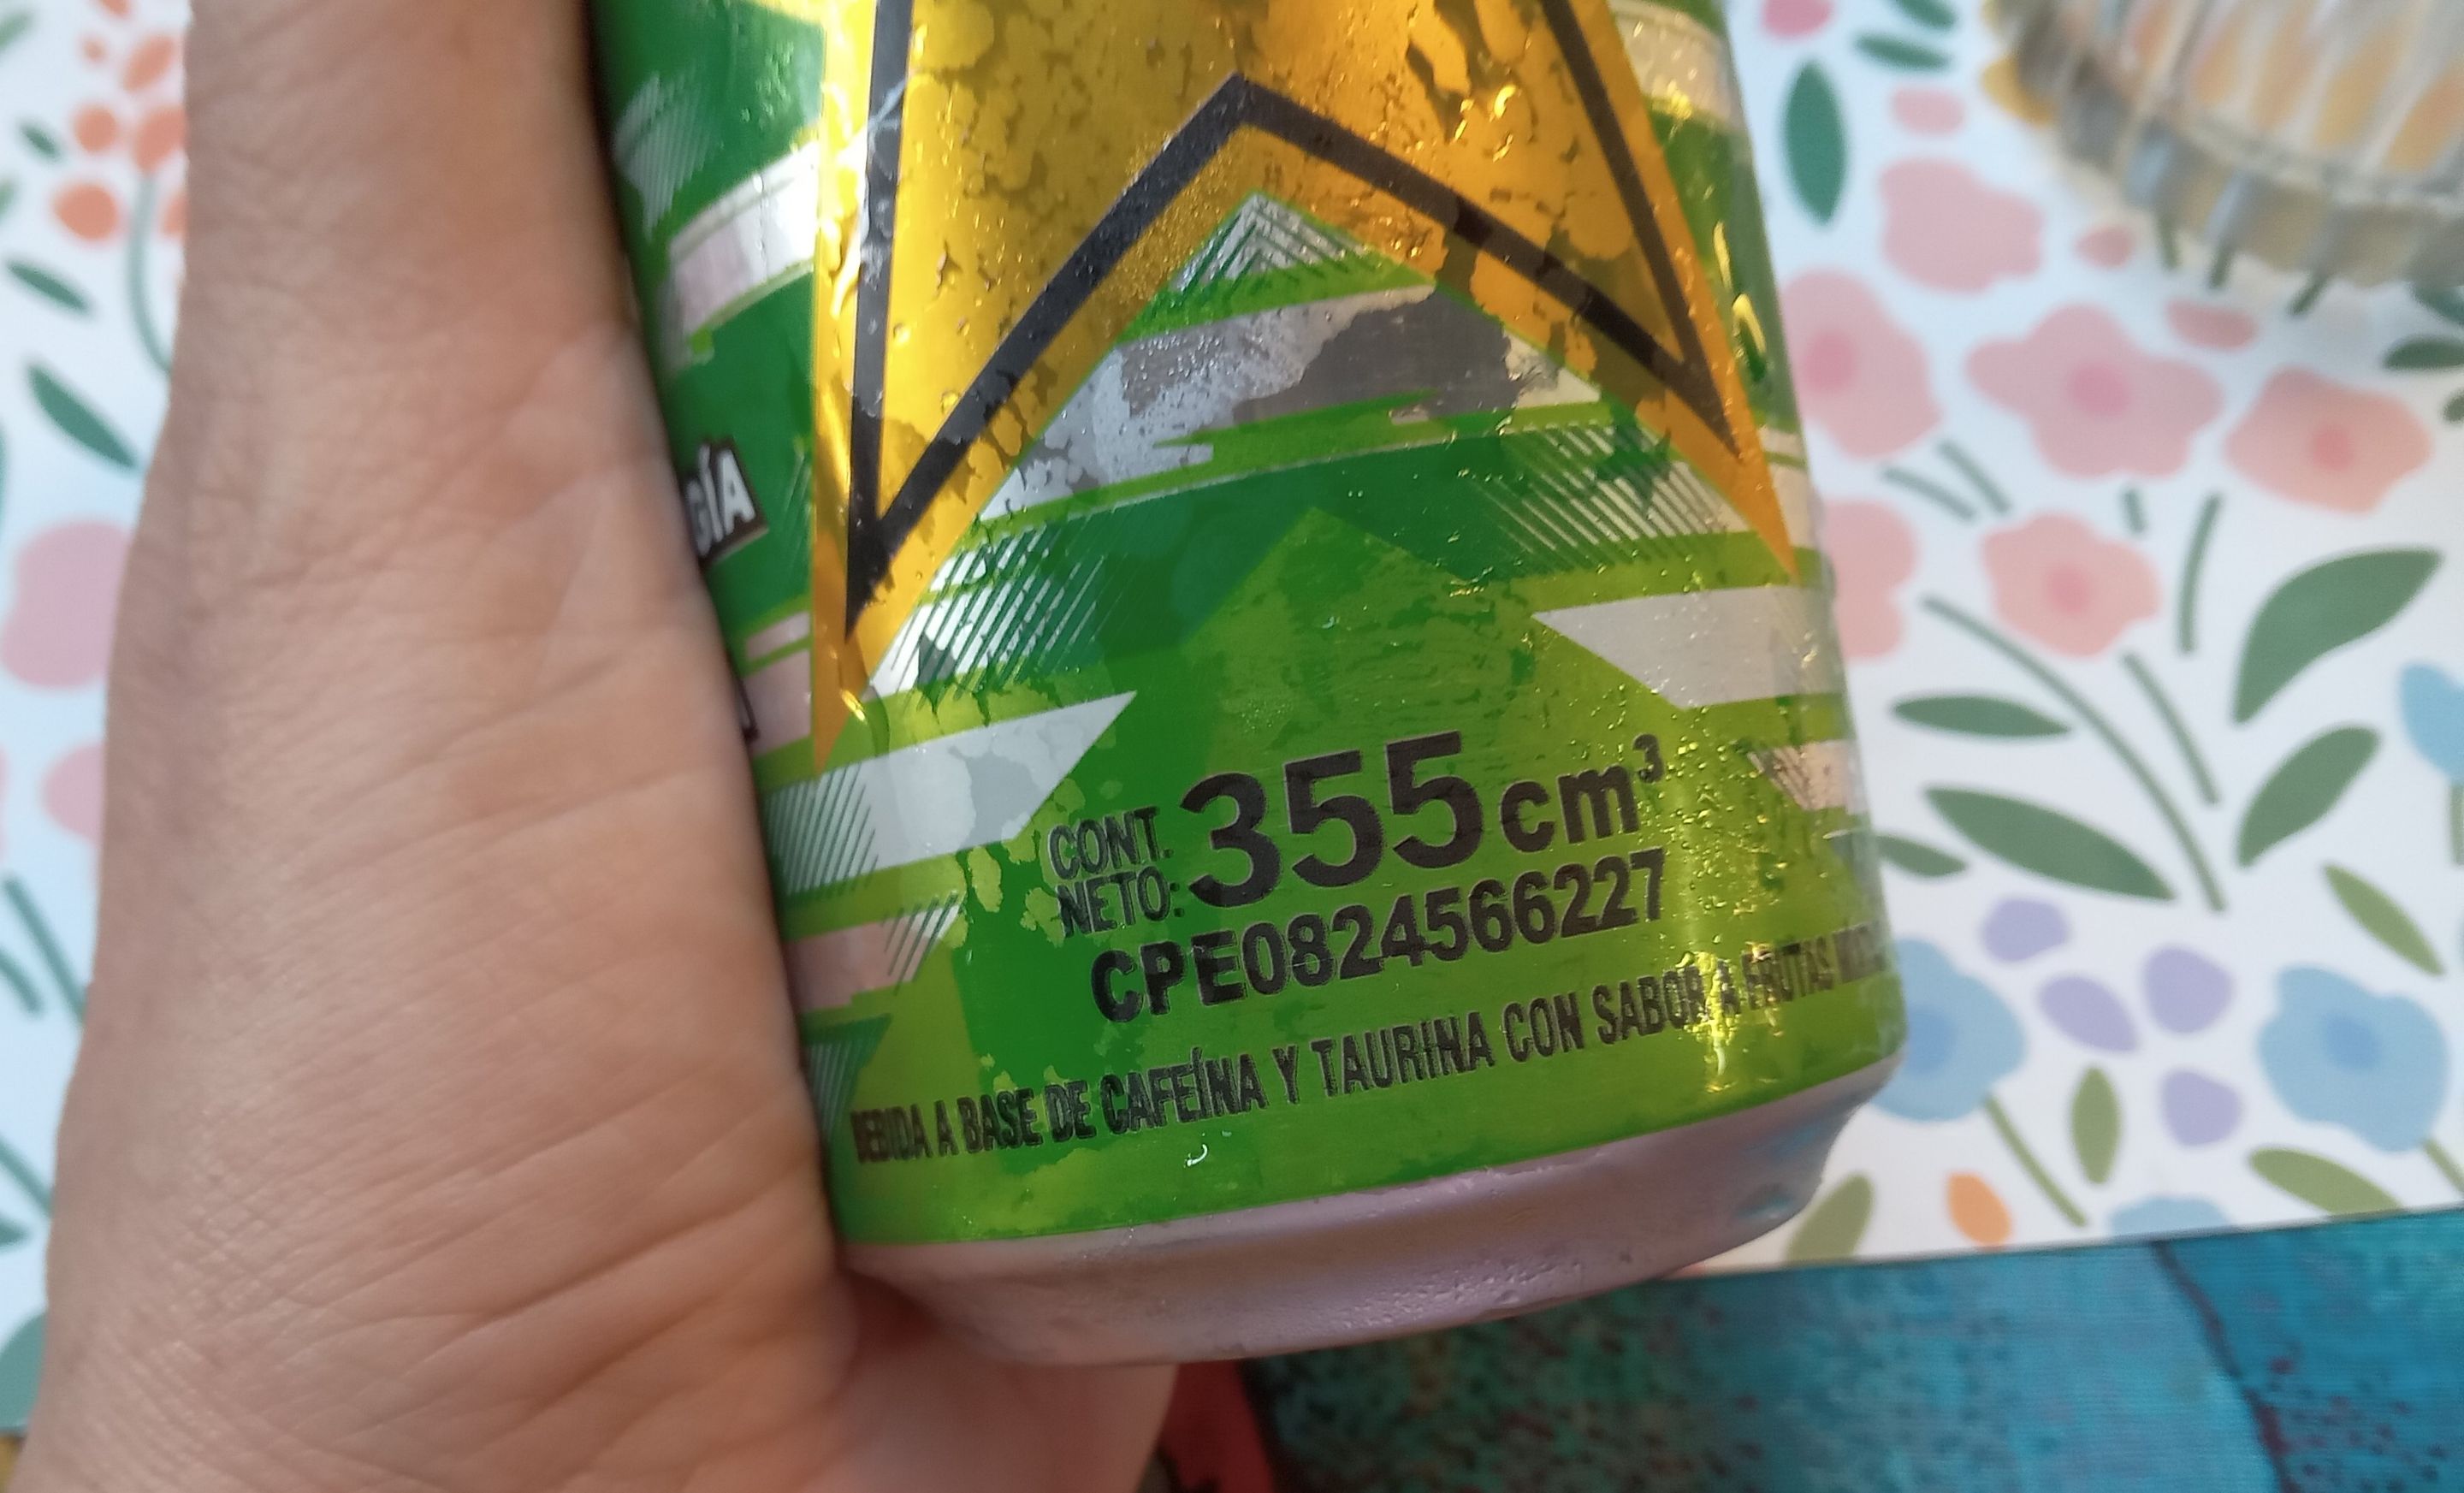 GÍA
CONT.
NETO: 355 cm³
CPE0824566227
BEBIDA A BASE DE CAFEÍNA Y TAURINA CON SABOR A FRUTAS